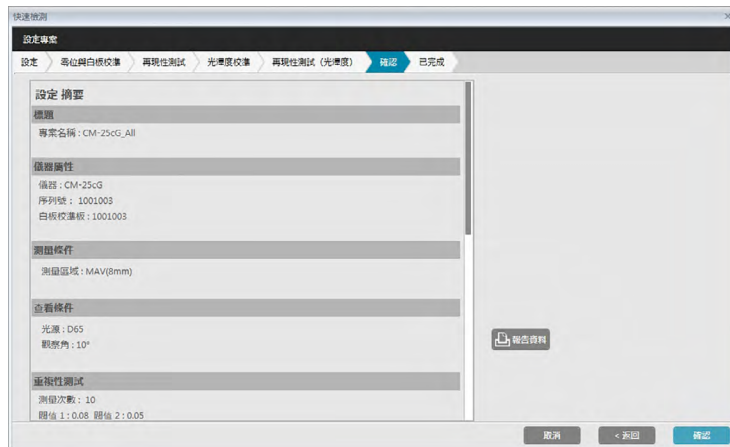 快速檢測
設定專案
設定 零位與白板校準 再現性測試 光澤度校準 再現性測試（光澤度） 確認 已完成
設定 摘要
標題
專案名稱 : CM-25cG_All
儀器屬性
儀器 : CM-25cG
序列號 : 1001003
白板校準板 : 1001003
測量條件
測量區域 : MAV(8mm)
查看條件
光源 : D65
觀察角 : 10°
報告資料
重複性測試
測量次數 : 10
閾值 1 : 0.08 閾值 2 : 0.05
取消 < 返回 確認